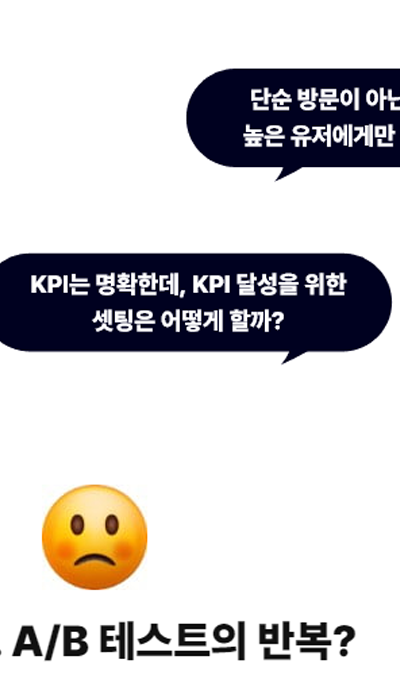 단순 방문이 아닌
높은 유저에게만
KPI는 명확한데, KPI 달성을 위한
셋팅은 어떻게 할까?
. A/B 테스트의 반복?